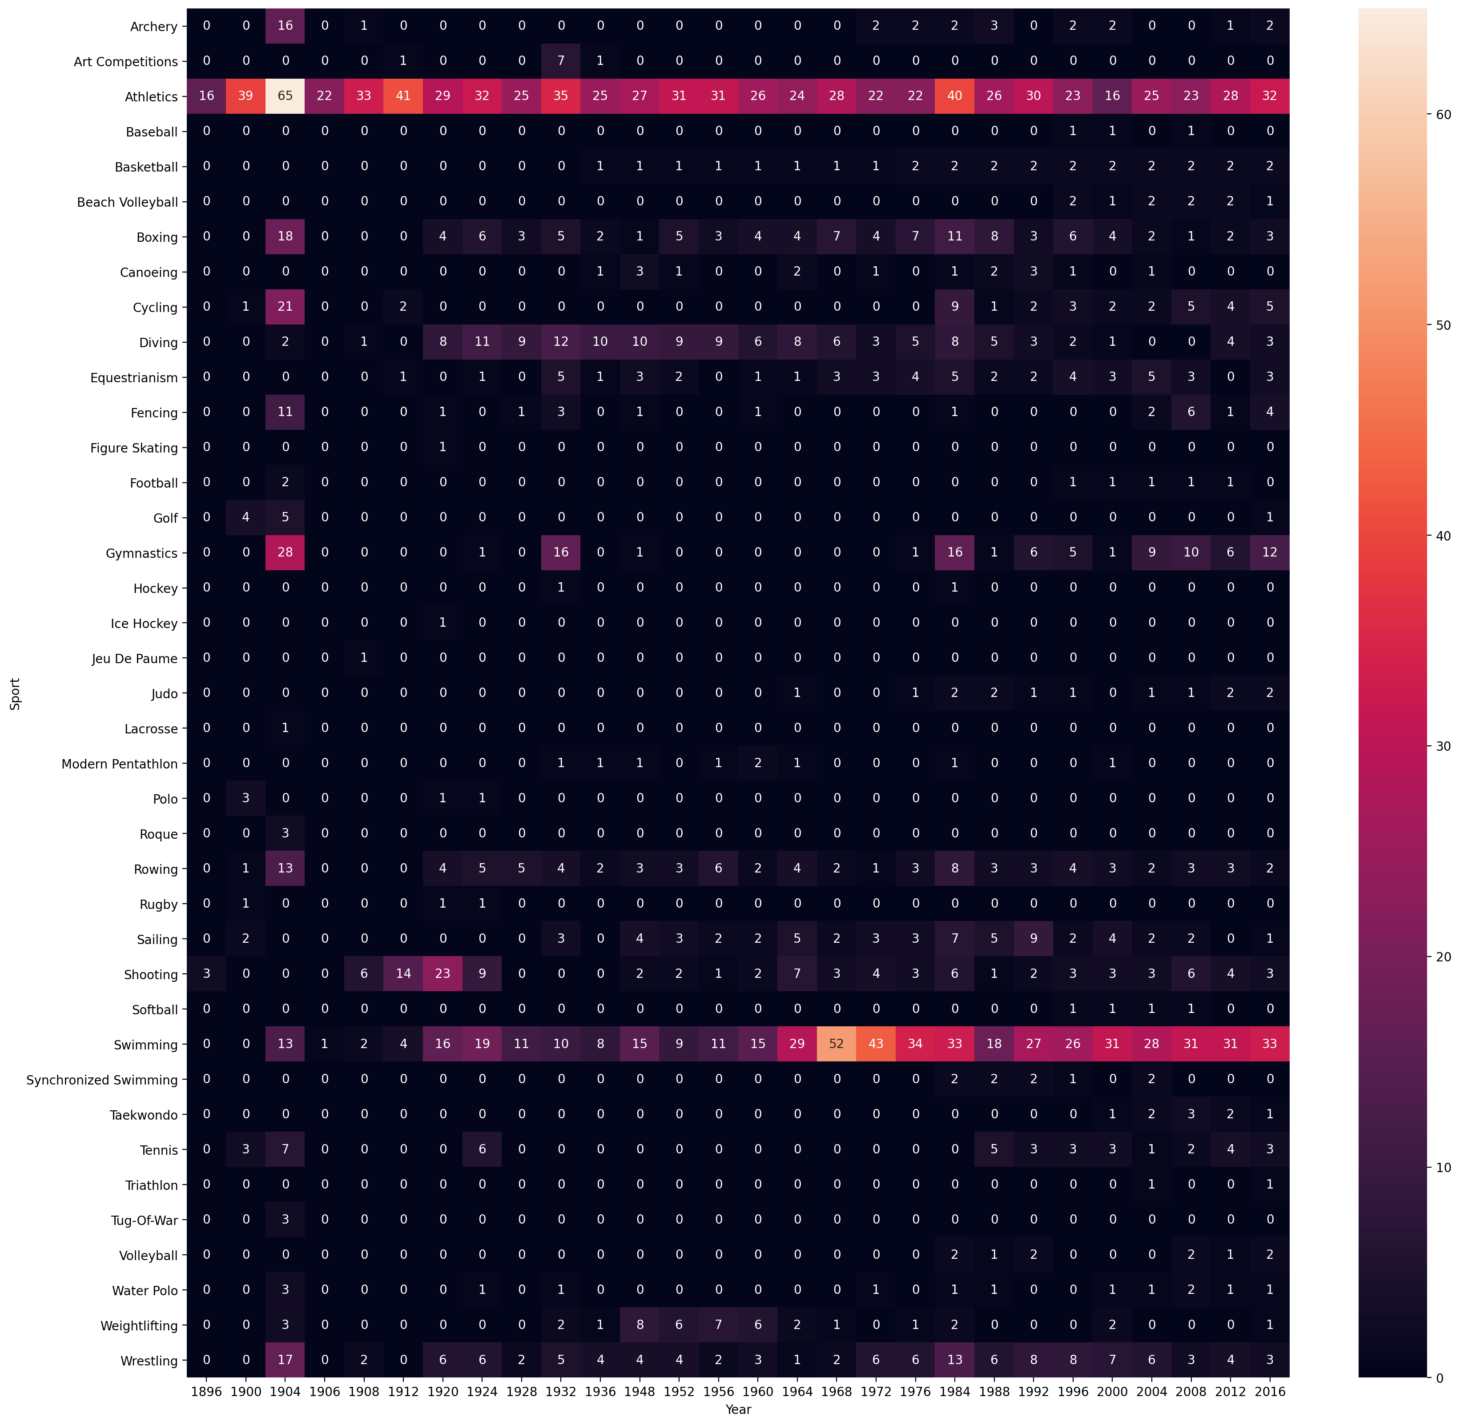 Archery 0 0 16 0 1 0 0 0 0 0 0 0 0 0 0 0 0 2 2 2 3 0 2 2 0 0 1 2
Art Competitions 0 0 0 0 0 1 0 0 0 7 1 0 0 0 0 0 0 0 0 0 0 0 0 0 0 0 0 0
Athletics 16 39 65 22 33 41 29 32 25 35 25 27 31 31 26 24 28 22 22 40 26 30 23 16 25 23 28 32
60
Baseball 0 0 0 0 0 0 0 0 0 0 0 0 0 0 0 0 0 0 0 0 0 0 1 1 0 1 0 0
Basketball 0 0 0 0 0 0 0 0 0 0 1 1 1 1 1 1 1 1 2 2 2 2 2 2 2 2 2 2
Beach Volleyball 0 0 0 0 0 0 0 0 0 0 0 0 0 0 0 0 0 0 0 0 0 0 2 1 2 2 2 1
Boxing 0 0 18 0 0 0 4 6 3 5 2 1 5 3 4 4 7 4 7 11 8 3 6 4 2 1 2 3
Canoeing 0 0 0 0 0 0 0 0 0 0 1 3 1 0 0 2 0 1 0 1 2 3 1 0 1 0 0 0
Cycling 0 1 21 0 0 2 0 0 0 0 0 0 0 0 0 0 0 0 0 9 1 2 3 2 2 5 4 5
50
Diving 0 0 2 0 1 0 8 11 9 12 10 10 9 9 6 8 6 3 5 8 5 3 2 1 0 0 4 3
Equestrianism 0 0 0 0 0 1 0 1 0 5 1 3 2 0 1 1 3 3 4 5 2 2 4 3 5 3 0 3
Fencing 0 0 11 0 0 0 1 0 1 3 0 1 0 0 1 0 0 0 0 1 0 0 0 0 2 6 1 4
Figure Skating 0 0 0 0 0 0 1 0 0 0 0 0 0 0 0 0 0 0 0 0 0 0 0 0 0 0 0 0
Football 0 0 2 0 0 0 0 0 0 0 0 0 0 0 0 0 0 0 0 0 0 0 1 1 1 1 1 0
Golf 0 4 5 0 0 0 0 0 0 0 0 0 0 0 0 0 0 0 0 0 0 0 0 0 0 0 0 1
40
Gymnastics 0 0 28 0 0 0 0 1 0 16 0 1 0 0 0 0 0 0 1 16 1 6 5 1 9 10 6 12
Hockey 0 0 0 0 0 0 0 0 0 1 0 0 0 0 0 0 0 0 0 1 0 0 0 0 0 0 0 0
Ice Hockey 0 0 0 0 0 0 1 0 0 0 0 0 0 0 0 0 0 0 0 0 0 0 0 0 0 0 0 0
Jeu De Paume 0 0 0 0 1 0 0 0 0 0 0 0 0 0 0 0 0 0 0 0 0 0 0 0 0 0 0 0
Sport
Judo 0 0 0 0 0 0 0 0 0 0 0 0 0 0 0 1 0 0 1 2 2 1 1 0 1 1 2 2
Lacrosse 0 0 1 0 0 0 0 0 0 0 0 0 0 0 0 0 0 0 0 0 0 0 0 0 0 0 0 0
30
Modern Pentathlon 0 0 0 0 0 0 0 0 0 1 1 1 0 1 2 1 0 0 0 1 0 0 0 1 0 0 0 0
Polo 0 3 0 0 0 0 1 1 0 0 0 0 0 0 0 0 0 0 0 0 0 0 0 0 0 0 0 0
Roque 0 0 3 0 0 0 0 0 0 0 0 0 0 0 0 0 0 0 0 0 0 0 0 0 0 0 0 0
Rowing 0 1 13 0 0 0 4 5 5 4 2 3 3 6 2 4 2 1 3 8 3 3 4 3 2 3 3 2
Rugby 0 1 0 0 0 0 1 1 0 0 0 0 0 0 0 0 0 0 0 0 0 0 0 0 0 0 0 0
Sailing 0 2 0 0 0 0 0 0 0 3 0 4 3 2 2 5 2 3 3 7 5 9 2 4 2 2 0 1
20
Shooting 3 0 0 0 6 14 23 9 0 0 0 2 2 1 2 7 3 4 3 6 1 2 3 3 3 6 4 3
Softball 0 0 0 0 0 0 0 0 0 0 0 0 0 0 0 0 0 0 0 0 0 0 1 1 1 1 0 0
Swimming 0 0 13 1 2 4 16 19 11 10 8 15 9 11 15 29 52 43 34 33 18 27 26 31 28 31 31 33
Synchronized Swimming 0 0 0 0 0 0 0 0 0 0 0 0 0 0 0 0 0 0 0 2 2 2 1 0 2 0 0 0
Taekwondo 0 0 0 0 0 0 0 0 0 0 0 0 0 0 0 0 0 0 0 0 0 0 0 1 2 3 2 1
Tennis 0 3 7 0 0 0 0 6 0 0 0 0 0 0 0 0 0 0 0 0 5 3 3 3 1 2 4 3
10
Triathlon 0 0 0 0 0 0 0 0 0 0 0 0 0 0 0 0 0 0 0 0 0 0 0 0 1 0 0 1
Tug-Of-War 0 0 3 0 0 0 0 0 0 0 0 0 0 0 0 0 0 0 0 0 0 0 0 0 0 0 0 0
Volleyball 0 0 0 0 0 0 0 0 0 0 0 0 0 0 0 0 0 0 0 2 1 2 0 0 0 2 1 2
Water Polo 0 0 3 0 0 0 0 1 0 1 0 0 0 0 0 0 0 1 0 1 1 0 0 1 1 2 1 1
Weightlifting 0 0 3 0 0 0 0 0 0 2 1 8 6 7 6 2 1 0 1 2 0 0 0 2 0 0 0 1
Wrestling 0 0 17 0 2 0 6 6 2 5 4 4 4 2 3 1 2 6 6 13 6 8 8 7 6 3 4 3
0
1896 1900 1904 1906 1908 1912 1920 1924 1928 1932 1936 1948 1952 1956 1960 1964 1968 1972 1976 1984 1988 1992 1996 2000 2004 2008 2012 2016
Year